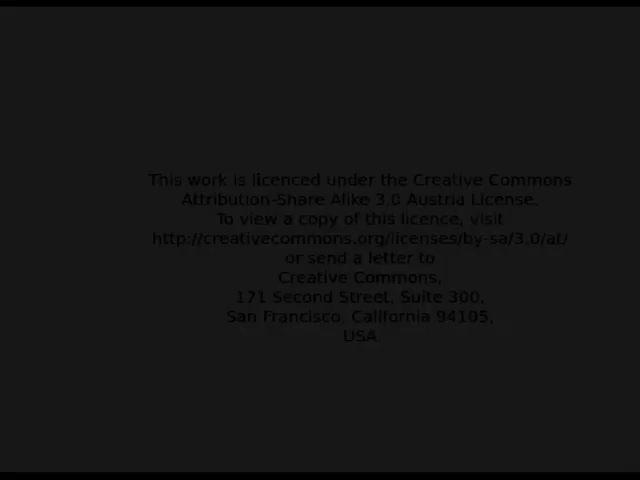 This work is licenced under the Creative Commons
Attribution-Share Alike 3.0 Austria License.
To view a copy of this licence, visit
http://creativecommons.org/licenses/by-sa/3.0/at/
or send a letter to
Creative Commons,
171 Second Street, Suite 300,
San Francisco, California 94105,
USA.